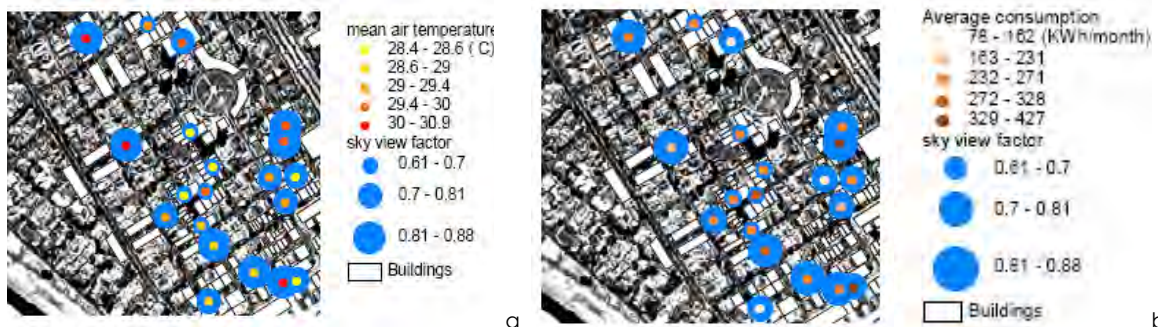 mean air temperature
28.4 - 28.6 ( C)
28.6 - 29
29 - 29.4
29.4 - 30
30 - 30.9
sky view factor
0.61 - 0.7
0.7 - 0.81
0.81 - 0.88
Buildings
a
Average consumption
76 - 162 (KWh/month)
163 - 231
232 - 271
272 - 328
329 - 427
sky view factor
0.61 - 0.7
0.7 - 0.81
0.81 - 0.88
Buildings
b